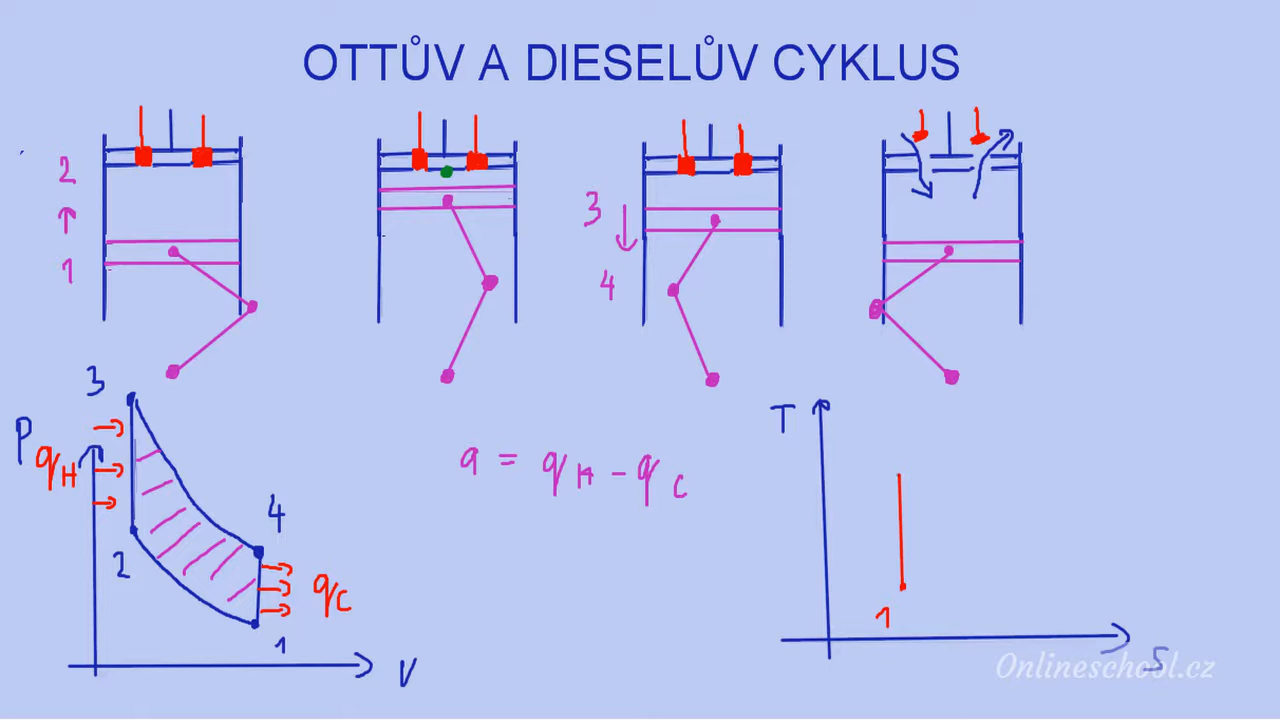 OTTŮV A DIESELŮV CYKLUS
2
1
3
4
3
P
qH
4
2
qC
1
V
a = qH - qC
T
1
S
Onlineschool.cz